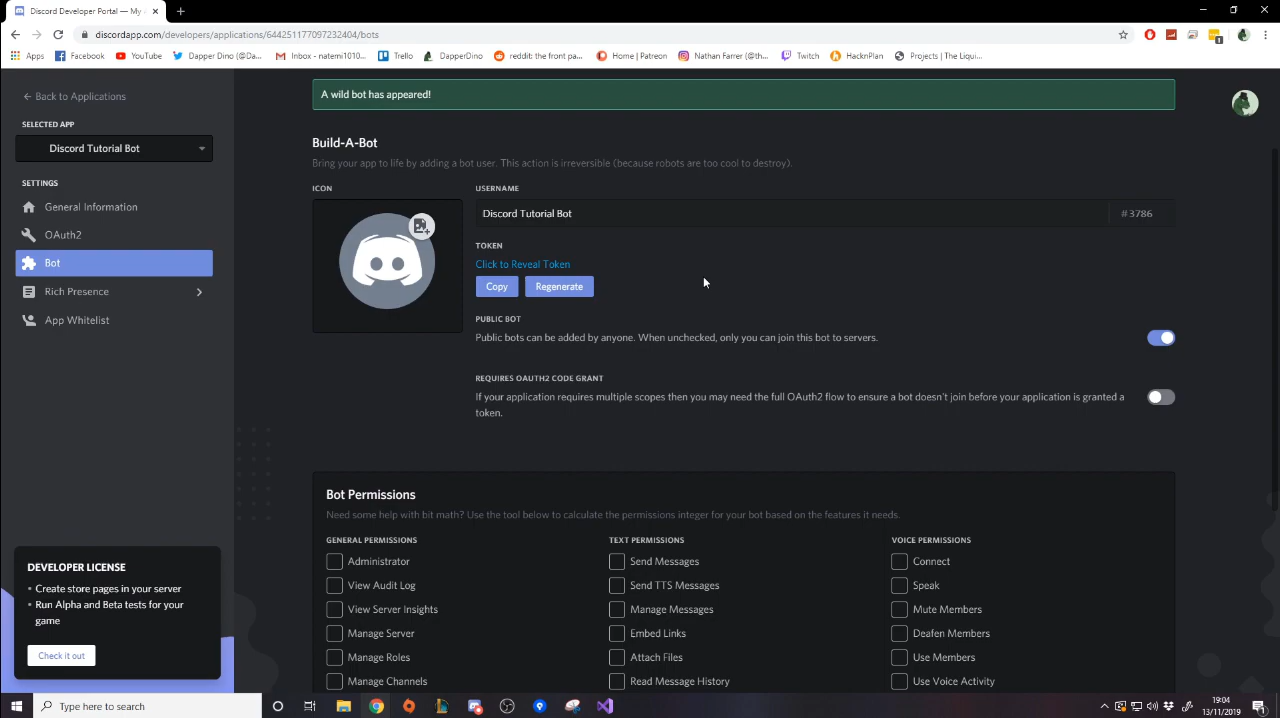 Discord Developer Portal — My
discordapp.com/developers/applications/644251177097232404/bots
Apps Facebook YouTube Dapper Dino (@Da... Inbox - natemi1010... Trello DapperDino reddit: the front pa... Home | Patreon Nathan Farrer (@th... Twitch HacknPlan Projects | The Liqui...
← Back to Applications
SELECTED APP
Discord Tutorial Bot
SETTINGS
General Information
OAuth2
Bot
Rich Presence
App Whitelist
DEVELOPER LICENSE
• Create store pages in your server
• Run Alpha and Beta tests for your
game
Check it out
A wild bot has appeared!
Build-A-Bot
Bring your app to life by adding a bot user. This action is irreversible (because robots are too cool to destroy).
ICON
USERNAME
Discord Tutorial Bot #3786
TOKEN
Click to Reveal Token
Copy Regenerate
PUBLIC BOT
Public bots can be added by anyone. When unchecked, only you can join this bot to servers.
REQUIRES OAUTH2 CODE GRANT
If your application requires multiple scopes then you may need the full OAuth2 flow to ensure a bot doesn't join before your application is granted a
token.
Bot Permissions
Need some help with bit math? Use the tool below to calculate the permissions integer for your bot based on the features it needs.
GENERAL PERMISSIONS
Administrator
View Audit Log
View Server Insights
Manage Server
Manage Roles
Manage Channels
TEXT PERMISSIONS
Send Messages
Send TTS Messages
Manage Messages
Embed Links
Attach Files
Read Message History
VOICE PERMISSIONS
Connect
Speak
Mute Members
Deafen Members
Use Members
Use Voice Activity
Type here to search
19:04
13/11/2019